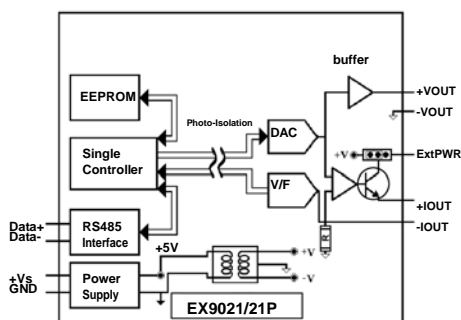 buffer
EEPROM
+VOUT
-VOUT
Photo-Isolation
DAC
Single
Controller
+V
ExtPWR
V/F
+IOUT
-IOUT
Data+
Data-
RS485
Interface
R
+5V
+V
+Vs
GND
Power
Supply
-V
EX9021/21P